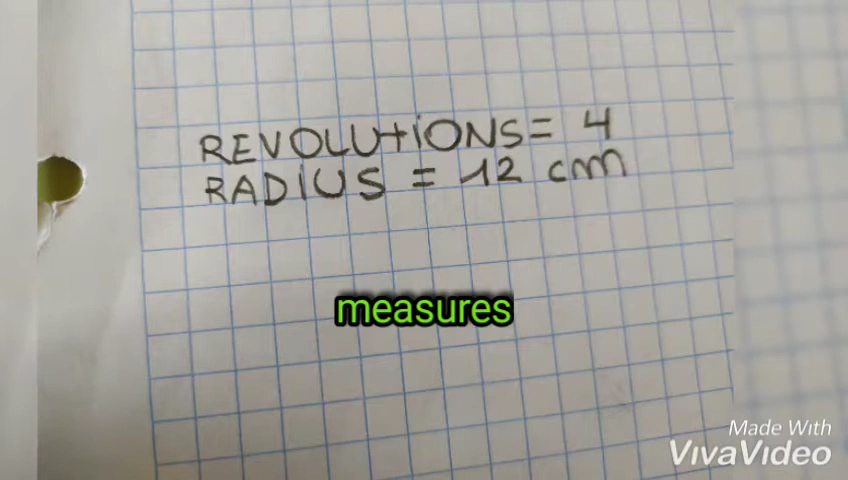 REVOLUTIONS = 4
RADIUS = 12 cm
measures
Made With
VivaVideo